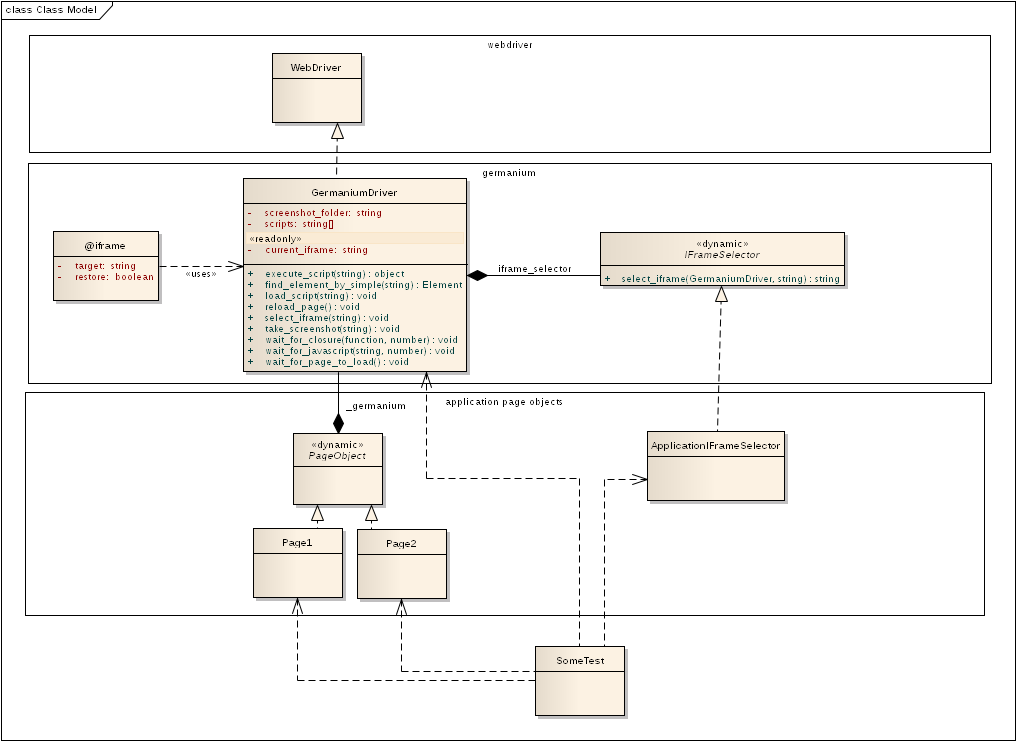 class Class Model
webdriver
WebDriver
germanium
GermaniumDriver
- screenshot_folder: string
- scripts: string[]
«readonly»
- current_iframe: string
+ execute_script(string) : object
+ find_element_by_simple(string) : Element
+ load_script(string) : void
+ reload_page() : void
+ select_iframe(string) : void
+ take_screenshot(string) : void
+ wait_for_closure(function, number) : void
+ wait_for_javascript(string, number) : void
+ wait_for_page_to_load() : void
@iframe
- target: string
- restore: boolean
«uses»
iframe_selector
«dynamic»
IFrameSelector
+ select_iframe(GermaniumDriver, string) : string
application page objects
_germanium
«dynamic»
PageObject
ApplicationIFrameSelector
Page1
Page2
SomeTest